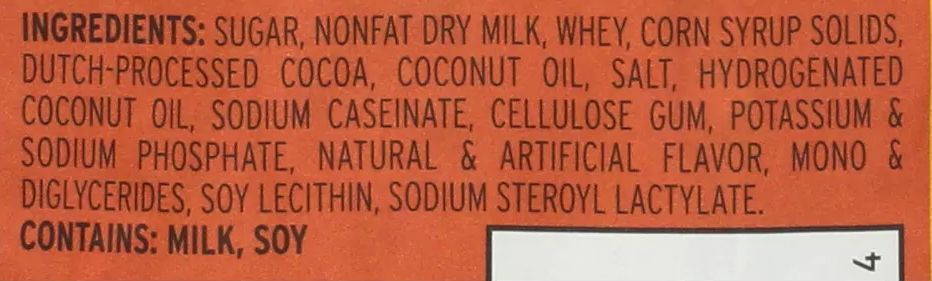 INGREDIENTS: SUGAR, NONFAT DRY MILK, WHEY, CORN SYRUP SOLIDS,
DUTCH-PROCESSED COCOA, COCONUT OIL, SALT, HYDROGENATED
COCONUT OIL, SODIUM CASEINATE, CELLULOSE GUM, POTASSIUM &
SODIUM PHOSPHATE, NATURAL & ARTIFICIAL FLAVOR, MONO &
DIGLYCERIDES, SOY LECITHIN, SODIUM STEROYL LACTYLATE.
CONTAINS: MILK, SOY
4